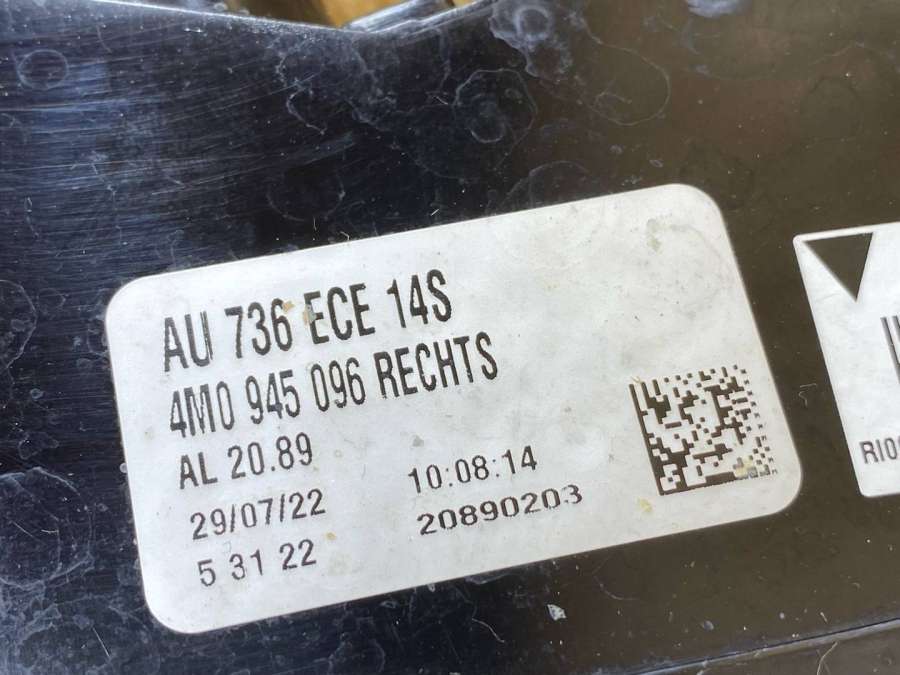 AU 736 ECE 14S
4M0 945 096 RECHTS
AL 20.89
29/07/22 10:08:14
5 31 22 20890203